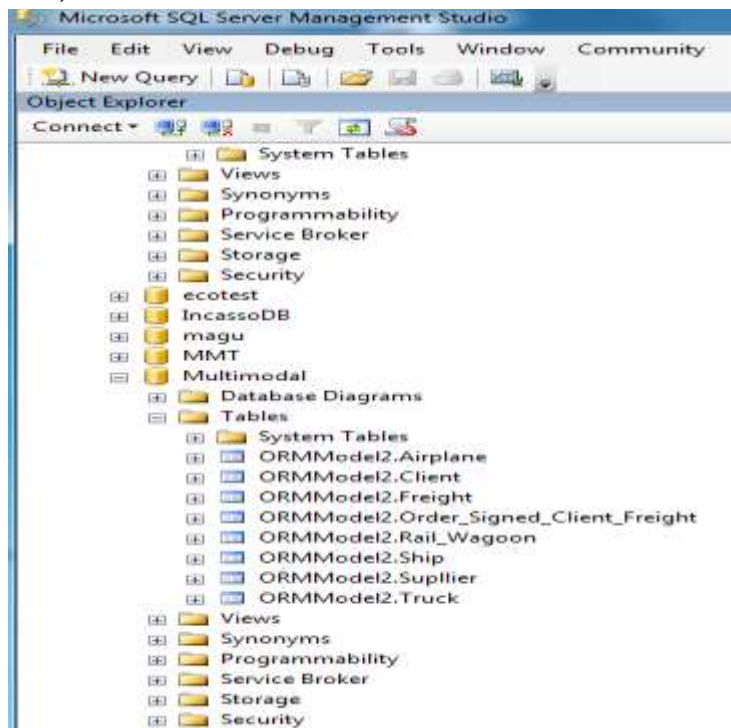 Microsoft SQL Server Management Studio
File Edit View Debug Tools Window Community
New Query
Object Explorer
Connect
System Tables
Views
Synonyms
Programmability
Service Broker
Storage
Security
ecotest
IncassoDB
magu
MMT
Multimodal
Database Diagrams
Tables
System Tables
ORMModel2.Airplane
ORMModel2.Client
ORMModel2.Freight
ORMModel2.Order_Signed_Client_Freight
ORMModel2.Rail_Wagoon
ORMModel2.Ship
ORMModel2.Supllier
ORMModel2.Truck
Views
Synonyms
Programmability
Service Broker
Storage
Security